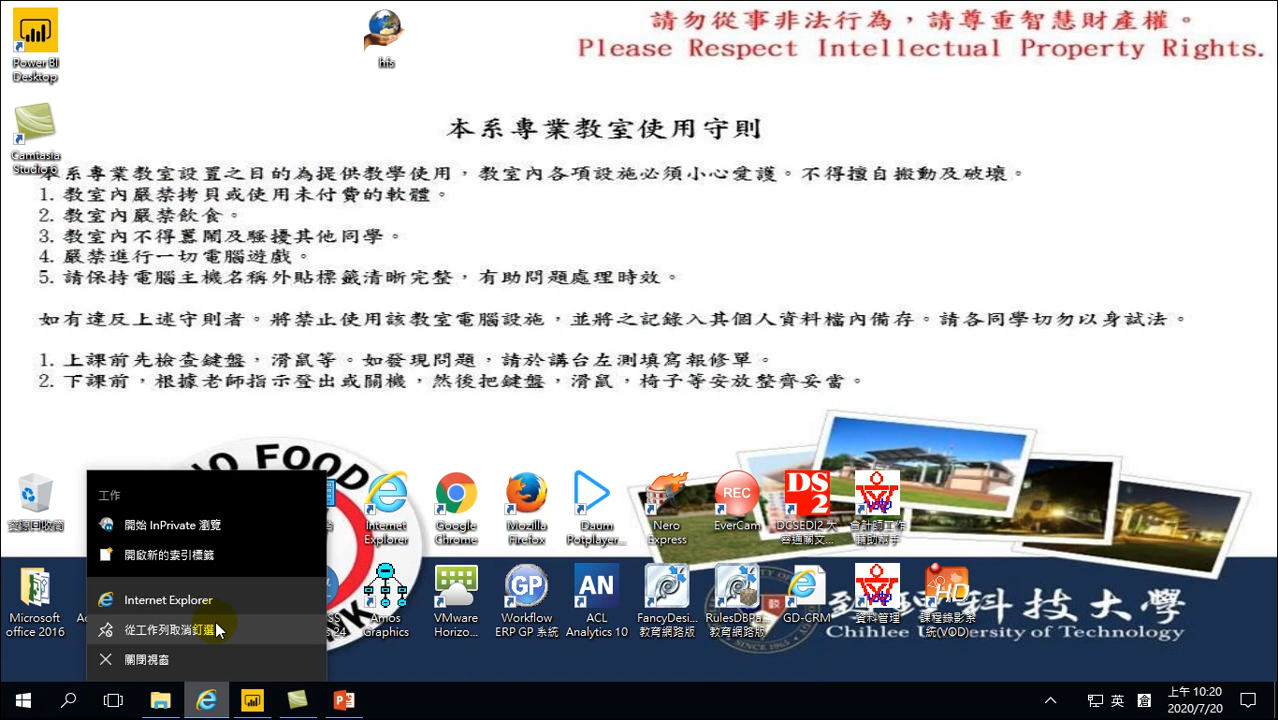 請勿從事非法行為，請尊重智慧財產權。
Please Respect Intellectual Property Rights.
Power BI
Desktop
hfs
Camtasia
Studio 8
本系專業教室使用守則
本系專業教室設置之目的為提供教學使用，教室內各項設施必須小心愛護。不得擅自搬動及破壞。
1. 教室內嚴禁拷貝或使用未付費的軟體。
2. 教室內嚴禁飲食。
3. 教室內不得喧鬧及騷擾其他同學。
4. 嚴禁進行一切電腦遊戲。
5. 請保持電腦主機名稱外貼標籤清晰完整，有助問題處理時效。
如有違反上述守則者。將禁止使用該教室電腦設施，並將之記錄入其個人資料檔內備存。請各同學切勿以身試法。
1. 上課前先檢查鍵盤，滑鼠等。如發現問題，請於講台左測填寫報修單。
2. 下課前，根據老師指示登出或關機，然後把鍵盤，滑鼠，椅子等安放整齊妥當。
FOOD
資源回收筒
Internet
Explorer
Google
Chrome
Mozilla
Firefox
Daum
Potplayer...
Nero
Express
REC
EverCam
DS
2
DCSEDI2 大
會計師工作
輔助幫手
工作
開始 InPrivate 瀏覽
開啟新的索引標籤
Internet Explorer
從工作列取消釘選
關閉視窗
Microsoft
office 2016
Amos
Graphics
VMware
Horizo...
GP
Workflow
ERP GP 系統
AN
ACL
Analytics 10
FancyDesi...
教育網路版
RulesDBPa...
教育網路版
GD-CRM
資料管理
HD
課程錄影系
統(VOD)
致理科技大學
Chihlee University of Technology
英
上午 10:20
2020/7/20